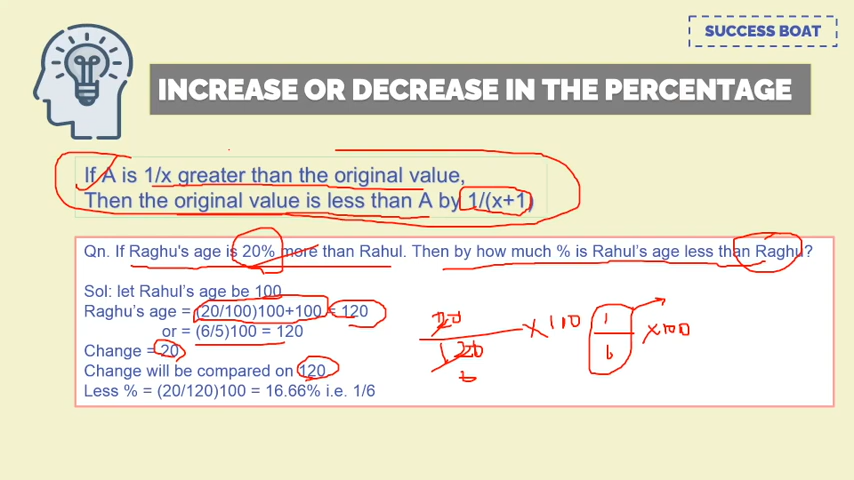 SUCCESS BOAT
INCREASE OR DECREASE IN THE PERCENTAGE
If A is 1/x greater than the original value,
Then the original value is less than A by 1/(x+1)
Qn. If Raghu's age is 20% more than Rahul. Then by how much % is Rahul's age less than Raghu?
Sol: let Rahul's age be 100
Raghu's age = (20/100)100+100 = 120
or = (6/5)100 = 120
Change = 20
Change will be compared on 120
Less % = (20/120)100 = 16.66% i.e. 1/6
20
120
6
X 100
1
6
X100